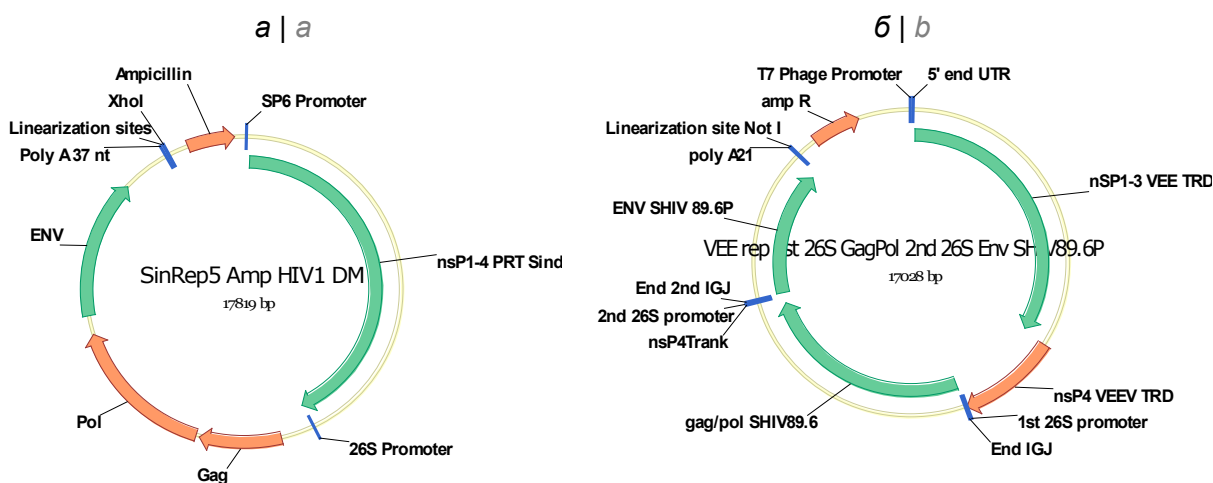 а | a
Ampicillin
XhoI
SP6 Promoter
Linearization sites
Poly A 37 nt
ENV
nsP1-4 PRT Sind
SinRep5 Amp HIV1 DM
17819 bp
Pol
26S Promoter
Gag
б | b
T7 Phage Promoter
5' end UTR
amp R
Linearization site Not I
poly A21
nSP1-3 VEE TRD
ENV SHIV 89.6P
VEE rep 1st 26S GagPol 2nd 26S Env SHIV89.6P
17028 bp
End 2nd IGJ
2nd 26S promoter
nsP4Trank
nsP4 VEEV TRD
gag/pol SHIV89.6
1st 26S promoter
End IGJ